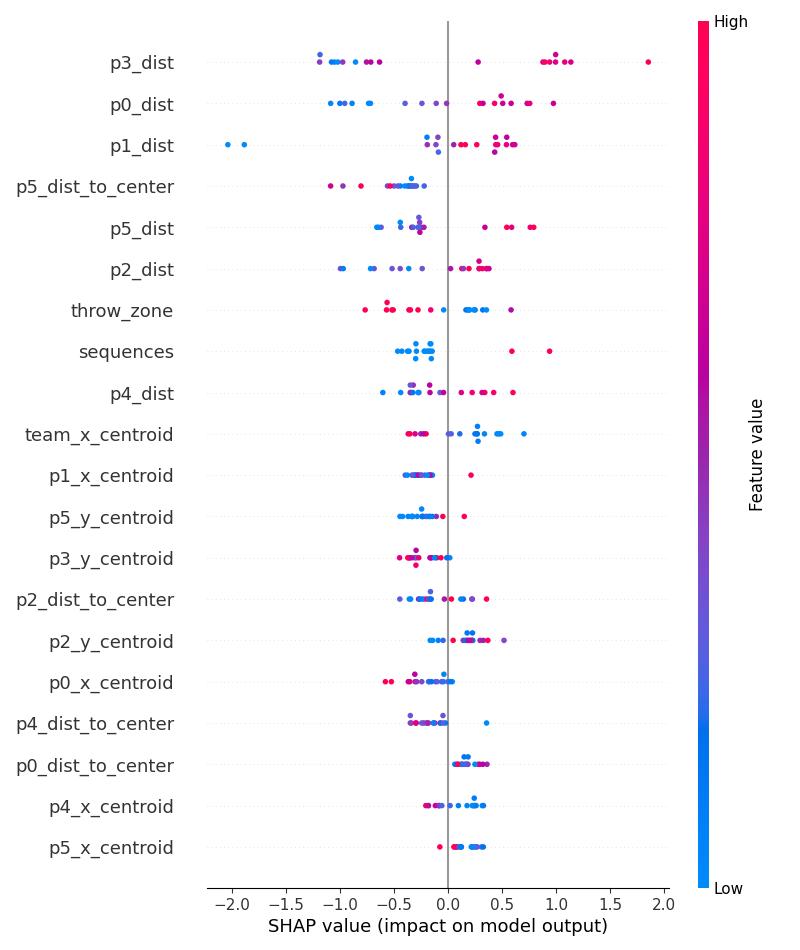 High
p3_dist
p0_dist
p1_dist
p5_dist_to_center
p5_dist
p2_dist
throw_zone
sequences
p4_dist
team_x_centroid
p1_x_centroid
p5_y_centroid
p3_y_centroid
p2_dist_to_center
p2_y_centroid
p0_x_centroid
p4_dist_to_center
p0_dist_to_center
p4_x_centroid
p5_x_centroid
Feature value
Low
−2.0 −1.5 −1.0 −0.5 0.0 0.5 1.0 1.5 2.0
SHAP value (impact on model output)